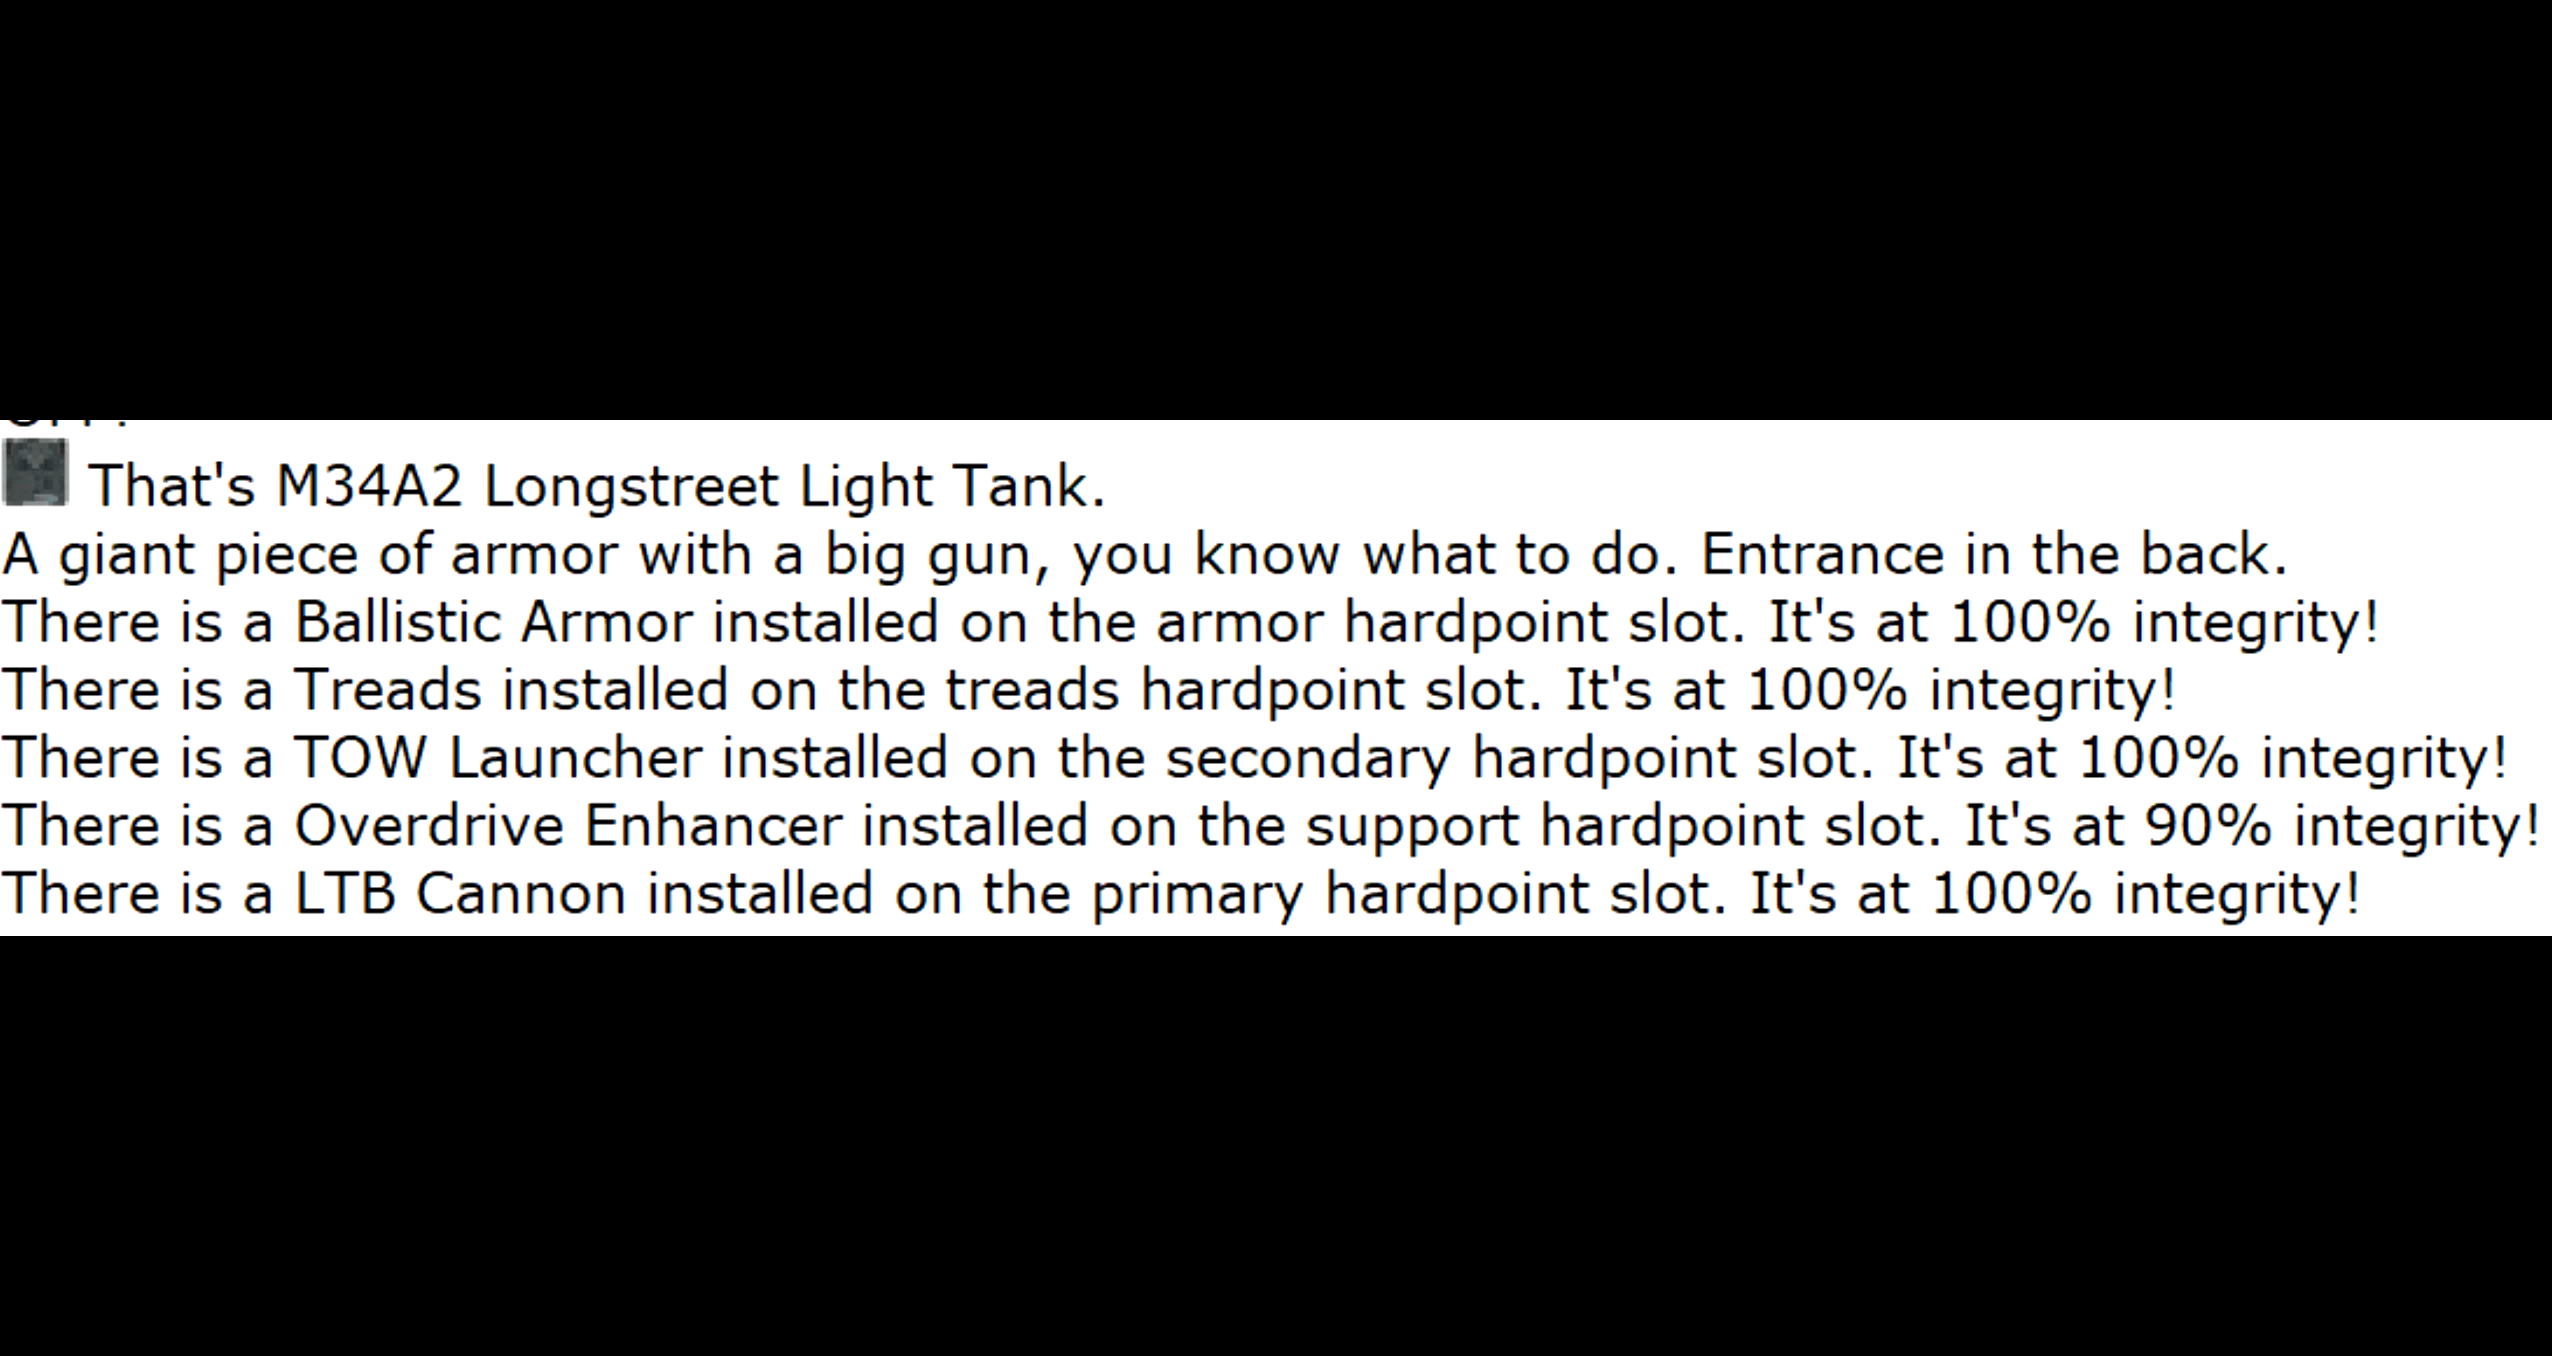 That's M34A2 Longstreet Light Tank.
A giant piece of armor with a big gun, you know what to do. Entrance in the back.
There is a Ballistic Armor installed on the armor hardpoint slot. It's at 100% integrity!
There is a Treads installed on the treads hardpoint slot. It's at 100% integrity!
There is a TOW Launcher installed on the secondary hardpoint slot. It's at 100% integrity!
There is a Overdrive Enhancer installed on the support hardpoint slot. It's at 90% integrity!
There is a LTB Cannon installed on the primary hardpoint slot. It's at 100% integrity!